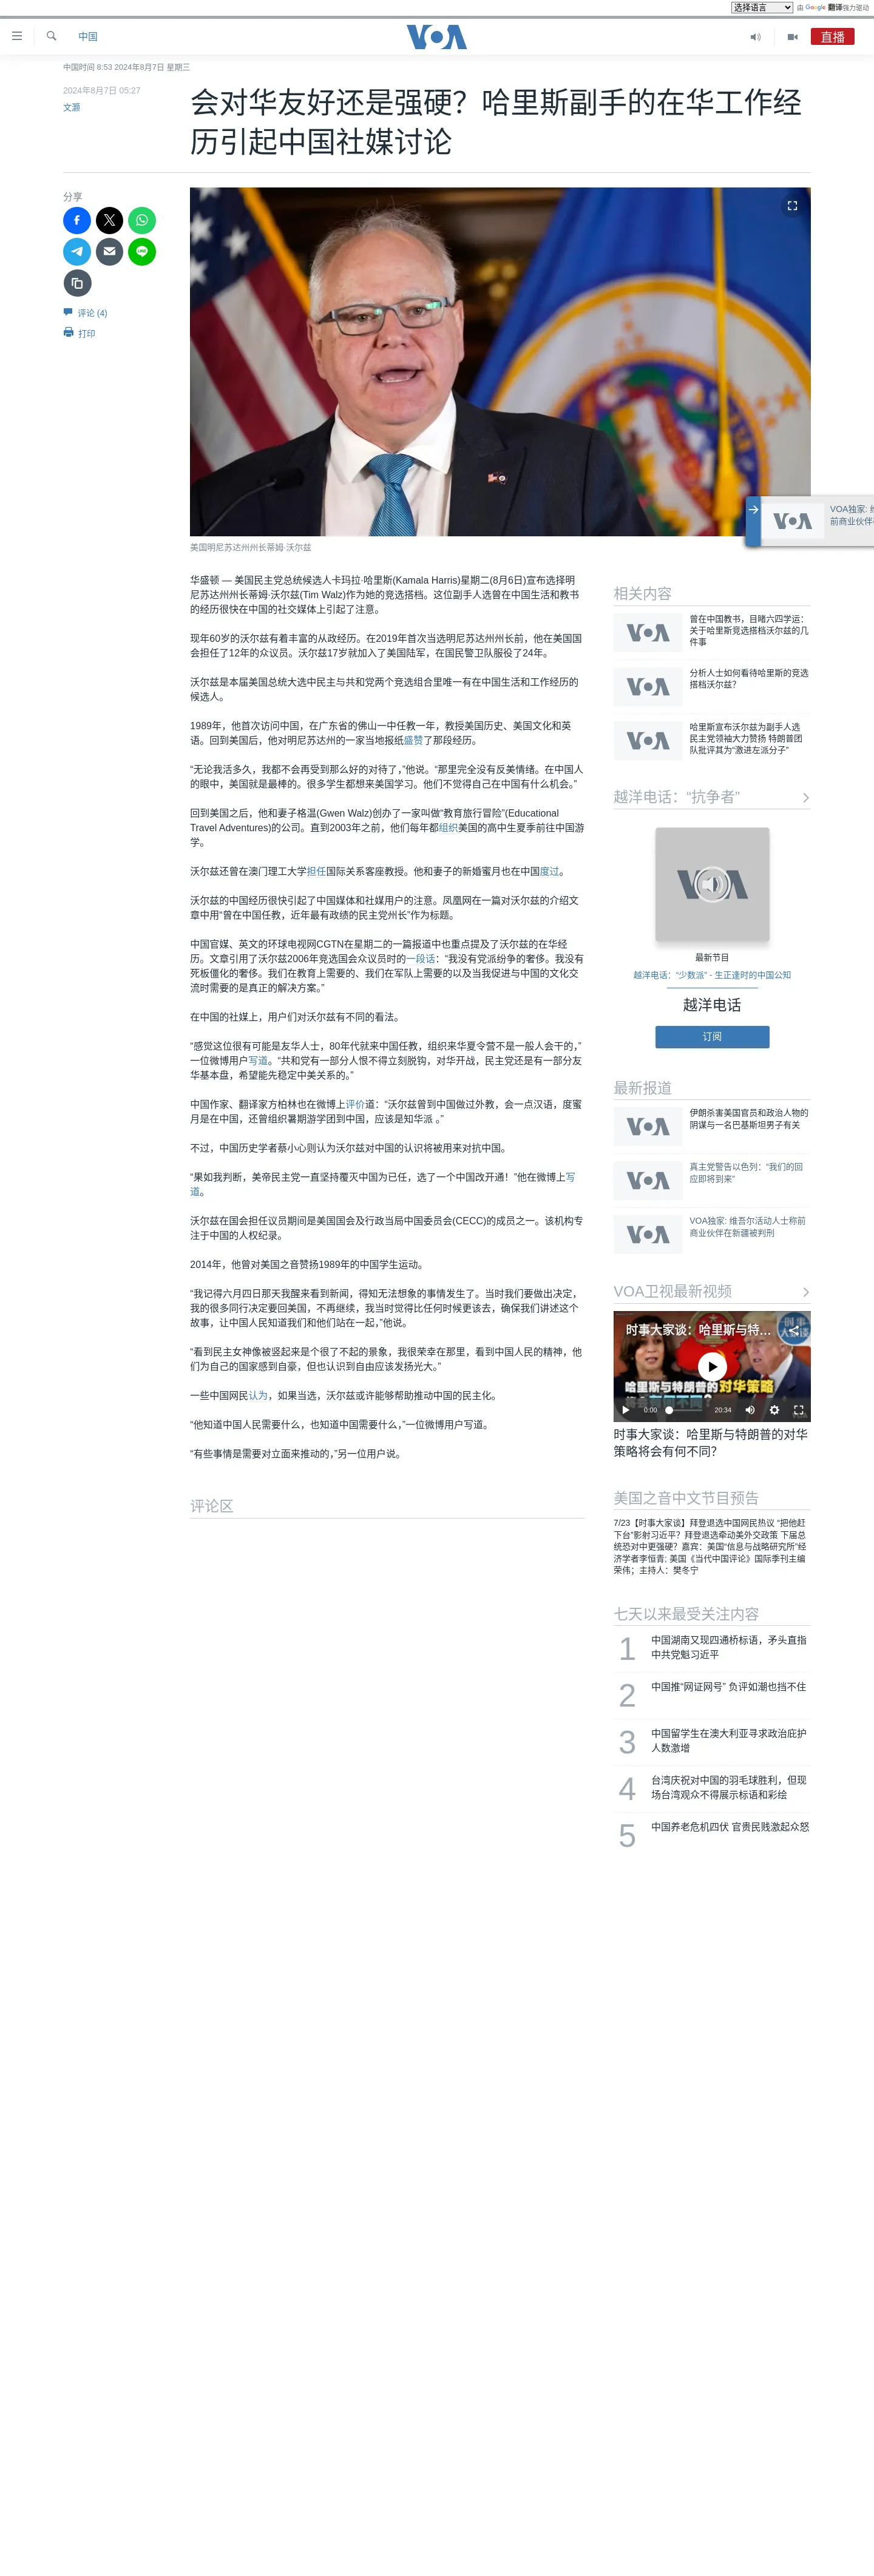 选择语言 由 Google 翻译强力驱动
中国
VOA
直播
中国时间 8:53 2024年8月7日 星期三
2024年8月7日 05:27
文灏
会对华友好还是强硬？哈里斯副手的在华工作经
历引起中国社媒讨论
分享
评论 (4)
打印
美国明尼苏达州州长蒂姆·沃尔兹
VOA
VOA独家: 维
前商业伙伴在
华盛顿 — 美国民主党总统候选人卡玛拉·哈里斯(Kamala Harris)星期二(8月6日)宣布选择明
尼苏达州州长蒂姆·沃尔兹(Tim Walz)作为她的竞选搭档。这位副手人选曾在中国生活和教书
的经历很快在中国的社交媒体上引起了注意。
现年60岁的沃尔兹有着丰富的从政经历。在2019年首次当选明尼苏达州州长前，他在美国国
会担任了12年的众议员。沃尔兹17岁就加入了美国陆军，在国民警卫队服役了24年。
沃尔兹是本届美国总统大选中民主与共和党两个竞选组合里唯一有在中国生活和工作经历的
候选人。
1989年，他首次访问中国，在广东省的佛山一中任教一年，教授美国历史、美国文化和英
语。回到美国后，他对明尼苏达州的一家当地报纸盛赞了那段经历。
“无论我活多久，我都不会再受到那么好的对待了，”他说。“那里完全没有反美情绪。在中国人
的眼中，美国就是最棒的。很多学生都想来美国学习。他们不觉得自己在中国有什么机会。”
回到美国之后，他和妻子格温(Gwen Walz)创办了一家叫做“教育旅行冒险”(Educational
Travel Adventures)的公司。直到2003年之前，他们每年都组织美国的高中生夏季前往中国游
学。
沃尔兹还曾在澳门理工大学担任国际关系客座教授。他和妻子的新婚蜜月也在中国度过。
沃尔兹的中国经历很快引起了中国媒体和社媒用户的注意。凤凰网在一篇对沃尔兹的介绍文
章中用“曾在中国任教，近年最有政绩的民主党州长”作为标题。
中国官媒、英文的环球电视网CGTN在星期二的一篇报道中也重点提及了沃尔兹的在华经
历。文章引用了沃尔兹2006年竞选国会众议员时的一段话：“我没有党派纷争的奢侈。我没有
死板僵化的奢侈。我们在教育上需要的、我们在军队上需要的以及当我促进与中国的文化交
流时需要的是真正的解决方案。”
在中国的社媒上，用户们对沃尔兹有不同的看法。
“感觉这位很有可能是友华人士，80年代就来中国任教，组织来华夏令营不是一般人会干的，”
一位微博用户写道。“共和党有一部分人恨不得立刻脱钩，对华开战，民主党还是有一部分友
华基本盘，希望能先稳定中美关系的。”
中国作家、翻译家方柏林也在微博上评价道：“沃尔兹曾到中国做过外教，会一点汉语，度蜜
月是在中国，还曾组织暑期游学团到中国，应该是知华派 。”
不过，中国历史学者蔡小心则认为沃尔兹对中国的认识将被用来对抗中国。
“果如我判断，美帝民主党一直坚持覆灭中国为已任，选了一个中国改开通！”他在微博上写
道。
沃尔兹在国会担任议员期间是美国国会及行政当局中国委员会(CECC)的成员之一。该机构专
注于中国的人权纪录。
2014年，他曾对美国之音赞扬1989年的中国学生运动。
“我记得六月四日那天我醒来看到新闻，得知无法想象的事情发生了。当时我们要做出决定，
我的很多同行决定要回美国，不再继续，我当时觉得比任何时候更该去，确保我们讲述这个
故事，让中国人民知道我们和他们站在一起，”他说。
“看到民主女神像被竖起来是个很了不起的景象，我很荣幸在那里，看到中国人民的精神，他
们为自己的国家感到自豪，但也认识到自由应该发扬光大。”
一些中国网民认为，如果当选，沃尔兹或许能够帮助推动中国的民主化。
“他知道中国人民需要什么，也知道中国需要什么，”一位微博用户写道。
“有些事情是需要对立面来推动的，”另一位用户说。
评论区
相关内容
VOA
曾在中国教书，目睹六四学运：
关于哈里斯竞选搭档沃尔兹的几
件事
VOA
分析人士如何看待哈里斯的竞选
搭档沃尔兹？
VOA
哈里斯宣布沃尔兹为副手人选
民主党领袖大力赞扬 特朗普团
队批评其为“激进左派分子”
越洋电话：“抗争者”
VOA
最新节目
越洋电话：“少数派” - 生正逢时的中国公知
越洋电话
订阅
最新报道
VOA
伊朗杀害美国官员和政治人物的
阴谋与一名巴基斯坦男子有关
VOA
真主党警告以色列：“我们的回
应即将到来”
VOA
VOA独家: 维吾尔活动人士称前
商业伙伴在新疆被判刑
VOA卫视最新视频
时事大家谈：哈里斯与特...
哈里斯与特朗普的对华策略
将会有何不同？
0:00 20:34
时事大家谈：哈里斯与特朗普的对华
策略将会有何不同？
美国之音中文节目预告
7/23【时事大家谈】拜登退选中国网民热议 “把他赶
下台”影射习近平？拜登退选牵动美外交政策 下届总
统恐对中更强硬？嘉宾：美国“信息与战略研究所”经
济学者李恒青; 美国《当代中国评论》国际季刊主编
荣伟；主持人：樊冬宁
七天以来最受关注内容
1 中国湖南又现四通桥标语，矛头直指
中共党魁习近平
2 中国推“网证网号” 负评如潮也挡不住
3 中国留学生在澳大利亚寻求政治庇护
人数激增
4 台湾庆祝对中国的羽毛球胜利，但现
场台湾观众不得展示标语和彩绘
5 中国养老危机四伏 官贵民贱激起众怒